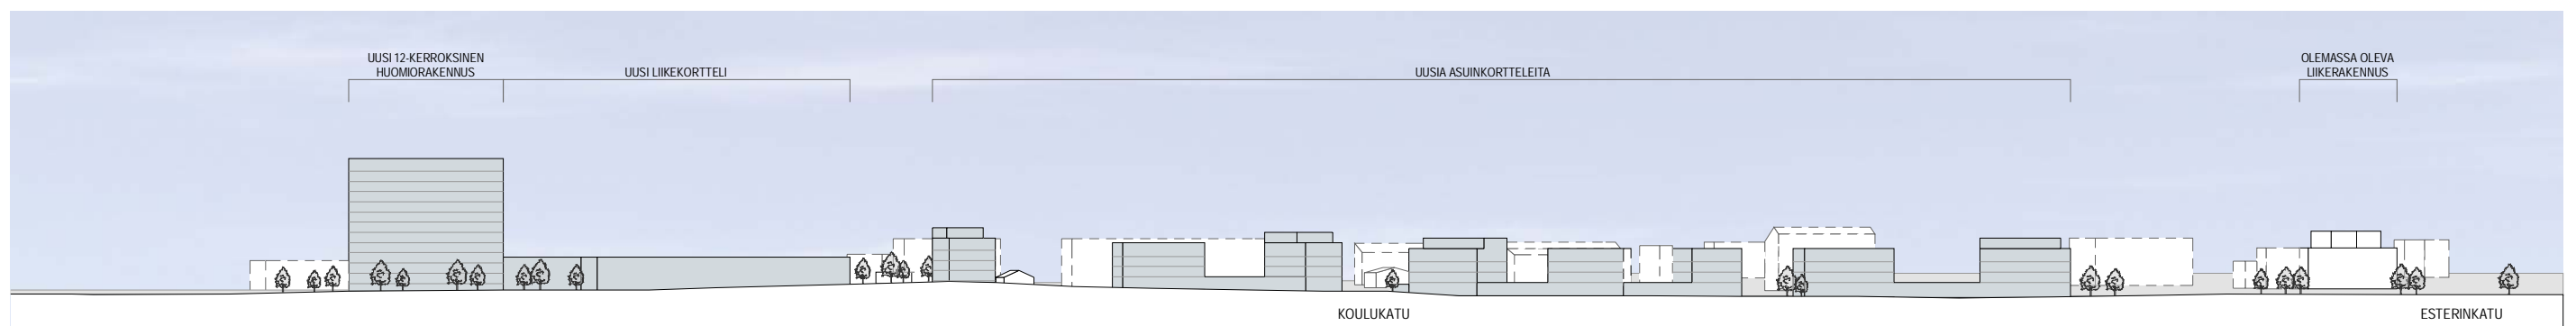 UUSI 12-KERROKSINEN
HUOMIORAKENNUS
UUSI LIIKEKORTTELI
UUSIA ASUINKORTTELEITA
OLEMASSA OLEVA
LIIKERAKENNUS
KOULUKATU
ESTERINKATU